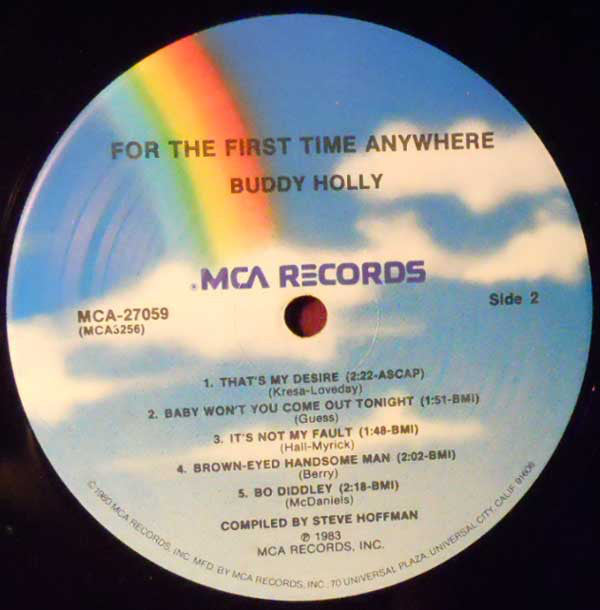 FOR THE FIRST TIME ANYWHERE
BUDDY HOLLY
®MCA RECORDS
MCA-27059
(MCA3256)
Side 2
1. THAT'S MY DESIRE (2:22-ASCAP)
(Kresa-Loveday)
2. BABY WON'T YOU COME OUT TONIGHT (1:51-BMI)
(Guess)
3. IT'S NOT MY FAULT (1:48-BMI)
(Hall-Myrick)
4. BROWN-EYED HANDSOME MAN (2:02-BMI)
(Berry)
5. BO DIDDLEY (2:18-BMI)
(McDaniels)
COMPILED BY STEVE HOFFMAN
℗ 1983
MCA RECORDS, INC.
©1980 MCA RECORDS, INC. MFD. BY MCA RECORDS, INC., 70 UNIVERSAL PLAZA, UNIVERSAL CITY, CALIF. 91608